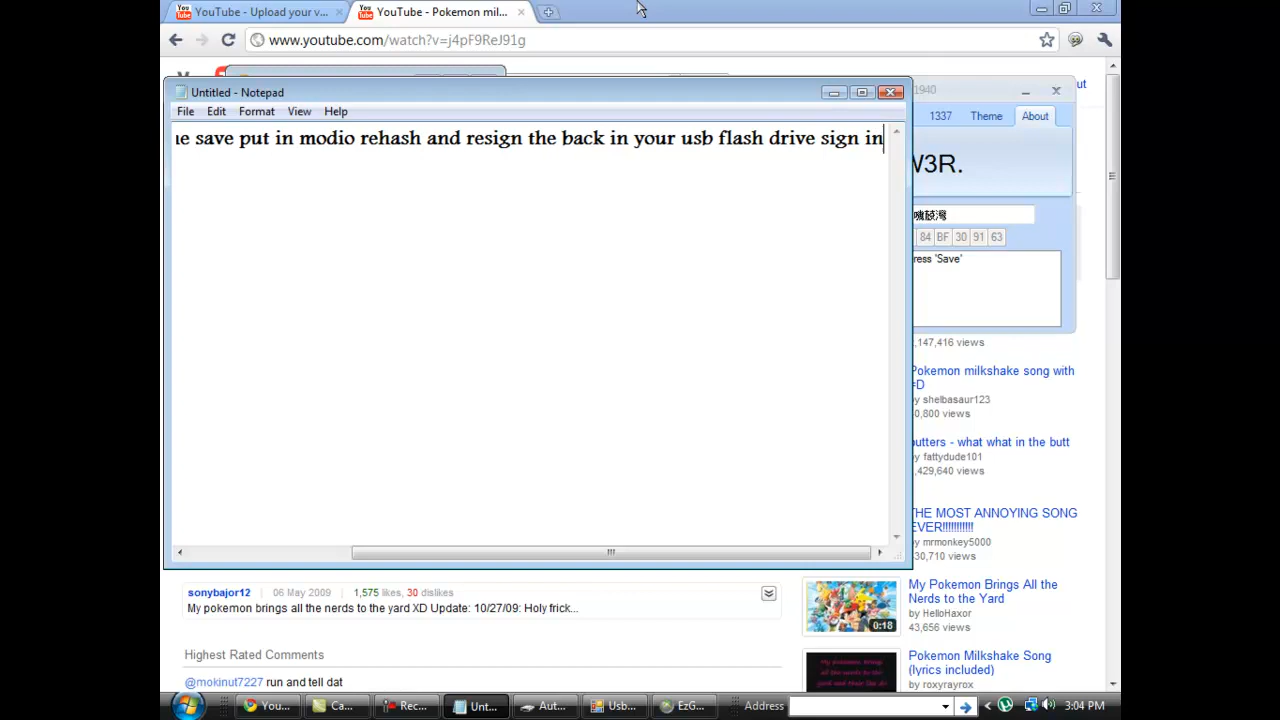 YouTube - Upload your v...
YouTube - Pokemon mil...
www.youtube.com/watch?v=j4pF9ReJ91g
Untitled - Notepad
File Edit Format View Help
save put in modio rehash and resign the back in your usb flash drive sign in
1940
ut
1337 Theme About
W3R.
84 BF 30 91 63
ress 'Save'
,147,416 views
Pokemon milkshake song with
=D
by shelbasaur123
40,800 views
butters - what what in the butt
by fattydude101
,429,640 views
THE MOST ANNOYING SONG
EVER!!!!!!!!!!!
by mrmonkey5000
430,710 views
sonybajor12 | 06 May 2009 | 1,575 likes, 30 dislikes
My pokemon brings all the nerds to the yard XD Update: 10/27/09: Holy frick...
My Pokemon Brings All the
Nerds to the Yard
by HelloHaxor
43,656 views
0:18
Highest Rated Comments
@mokinut7227 run and tell dat
Pokemon Milkshake Song
(lyrics included)
by roxyrayrox
You... Ca... Rec... Unt... Aut... Usb... EzG... Address 3:04 PM